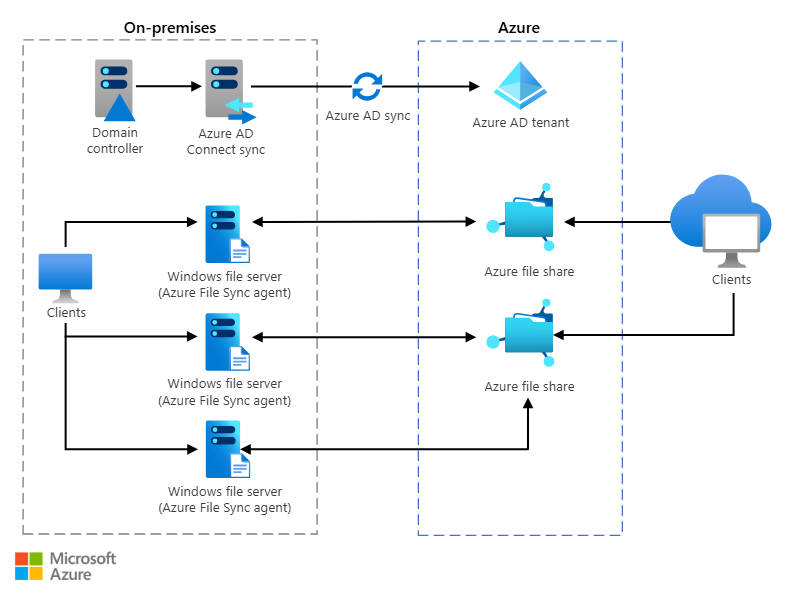 On-premises
Azure
Domain
controller
Azure AD
Connect sync
Azure AD sync
Azure AD tenant
Windows file server
(Azure File Sync agent)
Azure file share
Clients
Clients
Windows file server
(Azure File Sync agent)
Azure file share
Windows file server
(Azure File Sync agent)
Microsoft
Azure